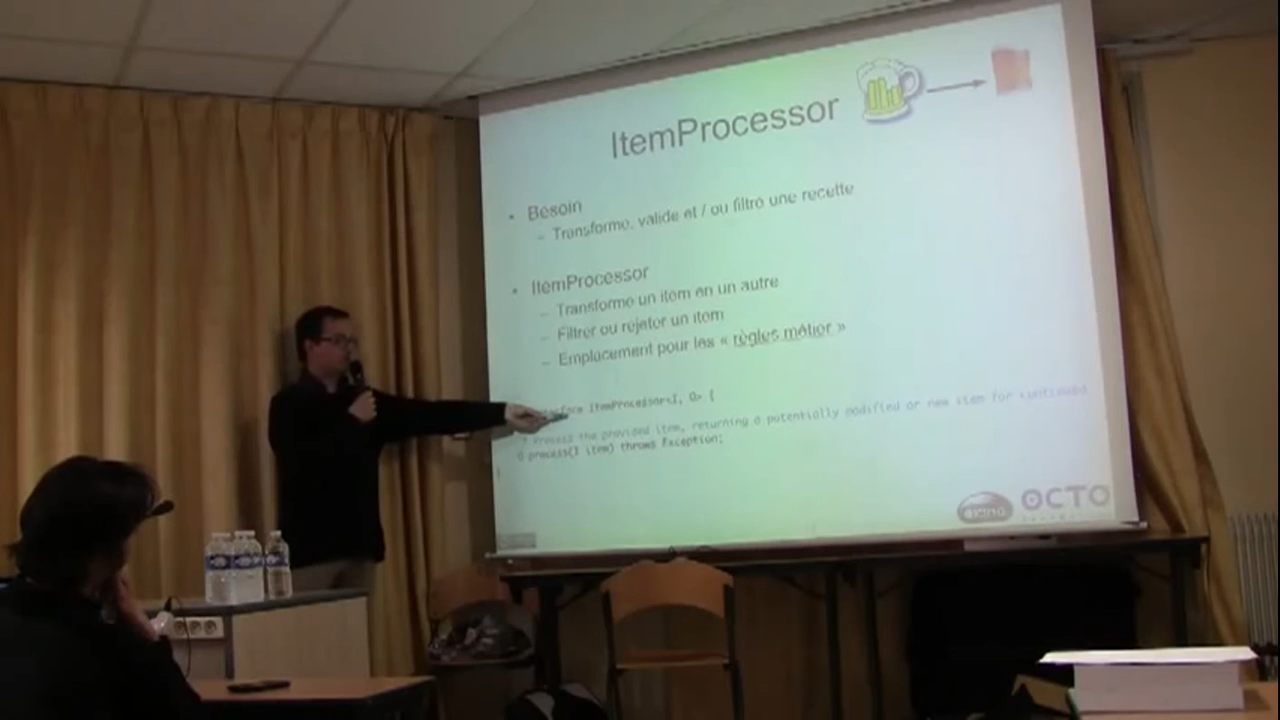 ItemProcessor
• Besoin
– Transforme, valide et / ou filtre une recette
• ItemProcessor
– Transforme un item en un autre
– Filtrer ou rejeter un item
– Emplacement pour les « règles métier »
ItemProcessor<I, O> {
Process the provided item, returning a potentially modified or new item for continued
O process(I item) throws Exception;
OCTO